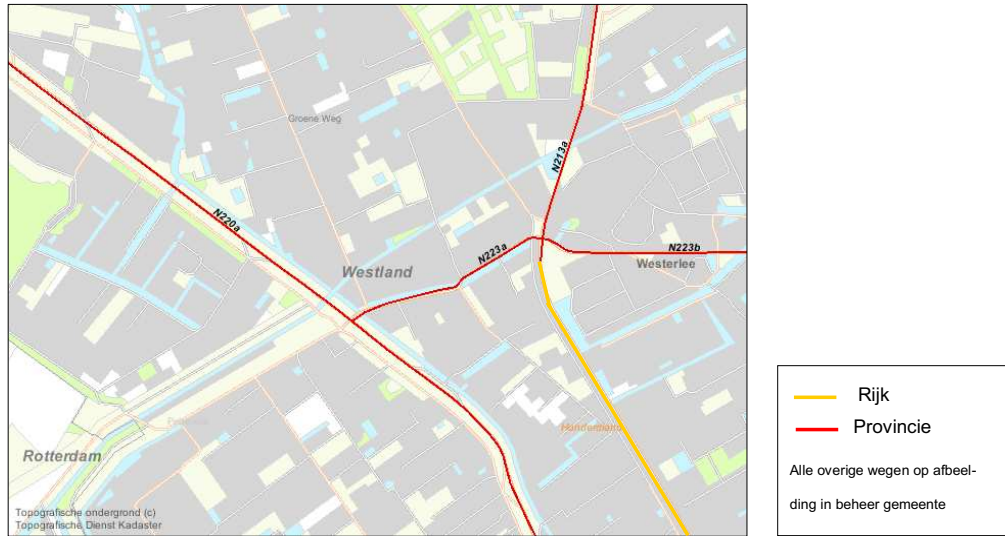 Groene Weg
N213a
N220a
N223a
N223b
Westland
Westerlee
Honderdland
Rotterdam
Topografische ondergrond (c)
Topografische Dienst Kadaster
Rijk
Provincie
Alle overige wegen op afbeel-
ding in beheer gemeente